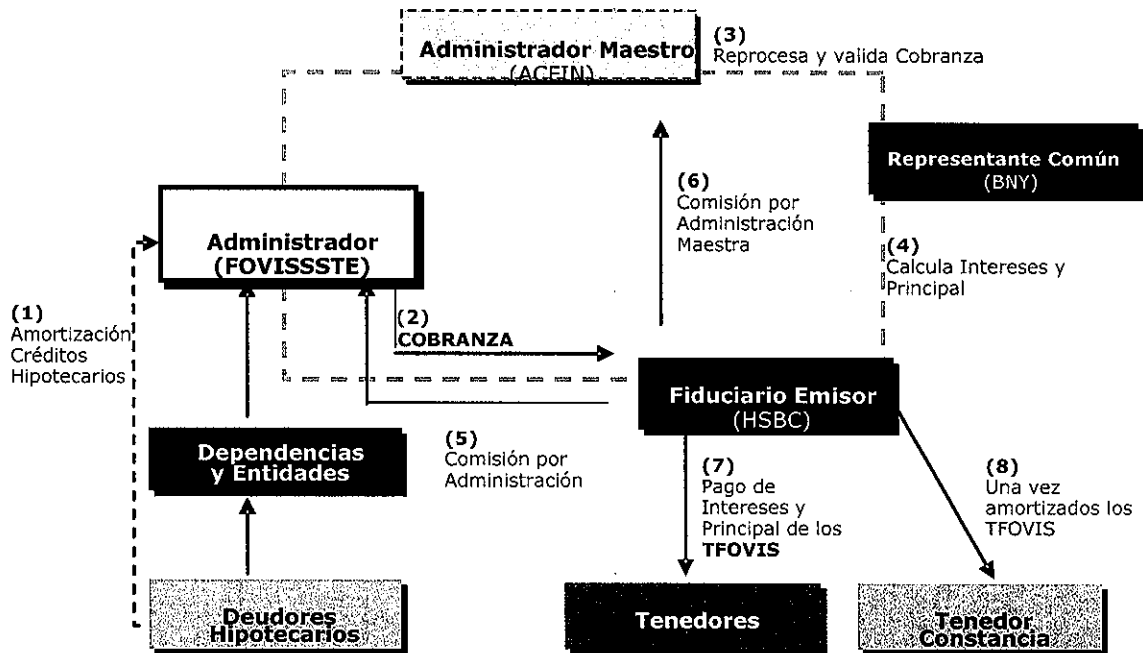 Administrador Maestro
(ACFIN)
(3)
Reprocesa y valida Cobranza
Representante Común
(BNY)
(6)
Comisión por
Administración
Maestra
Administrador
(FOVISSSTE)
(4)
Calcula Intereses y
Principal
(1)
Amortización
Créditos
Hipotecarios
(2)
COBRANZA
Fiduciario Emisor
(HSBC)
Dependencias
y Entidades
(5)
Comisión por
Administración
(7)
Pago de
Intereses y
Principal de los
TFOVIS
(8)
Una vez
amortizados los
TFOVIS
Deudores
Hipotecarios
Tenedores
Tenedor
Constancia